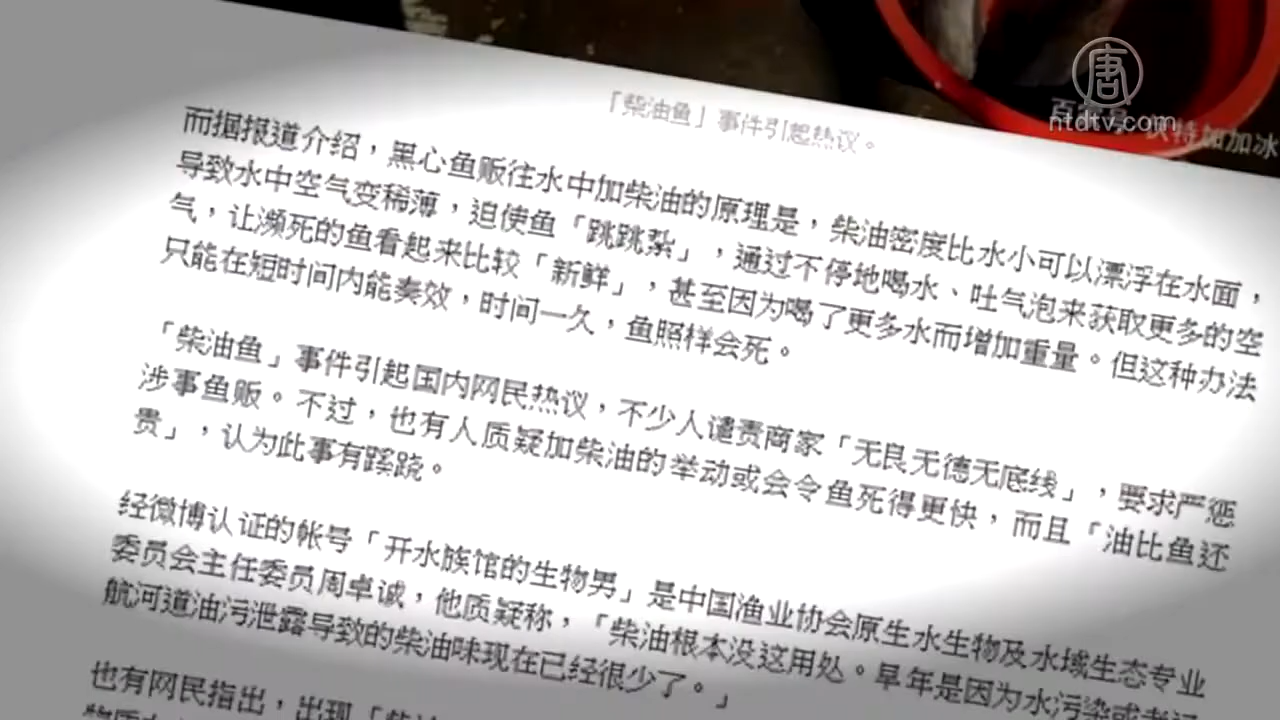 唐
ntdtv.com
「柴油鱼」事件引起热议。
而据报道介绍，黑心鱼贩往水中加柴油的原理是，柴油密度比水小可以漂浮在水面，
导致水中空气变稀薄，迫使鱼「跳跳紮」，通过不停地喝水、吐气泡来获取更多的空
气，让濒死的鱼看起来比较「新鲜」，甚至因为喝了更多水而增加重量。但这种办法
只能在短时间内能奏效，时间一久，鱼照样会死。
「柴油鱼」事件引起国内网民热议，不少人谴责商家「无良无德无底线」，要求严惩
涉事鱼贩。不过，也有人质疑加柴油的举动或会令鱼死得更快，而且「油比鱼还
贵」，认为此事有蹊跷。
经微博认证的帐号「开水族馆的生物男」是中国渔业协会原生水生物及水域生态专业
委员会主任委员周卓诚，他质疑称，「柴油根本没这用处。早年是因为水污染或者运
航河道油污泄露导致的柴油味现在已经很少了。」
也有网民指出，出现「柴油